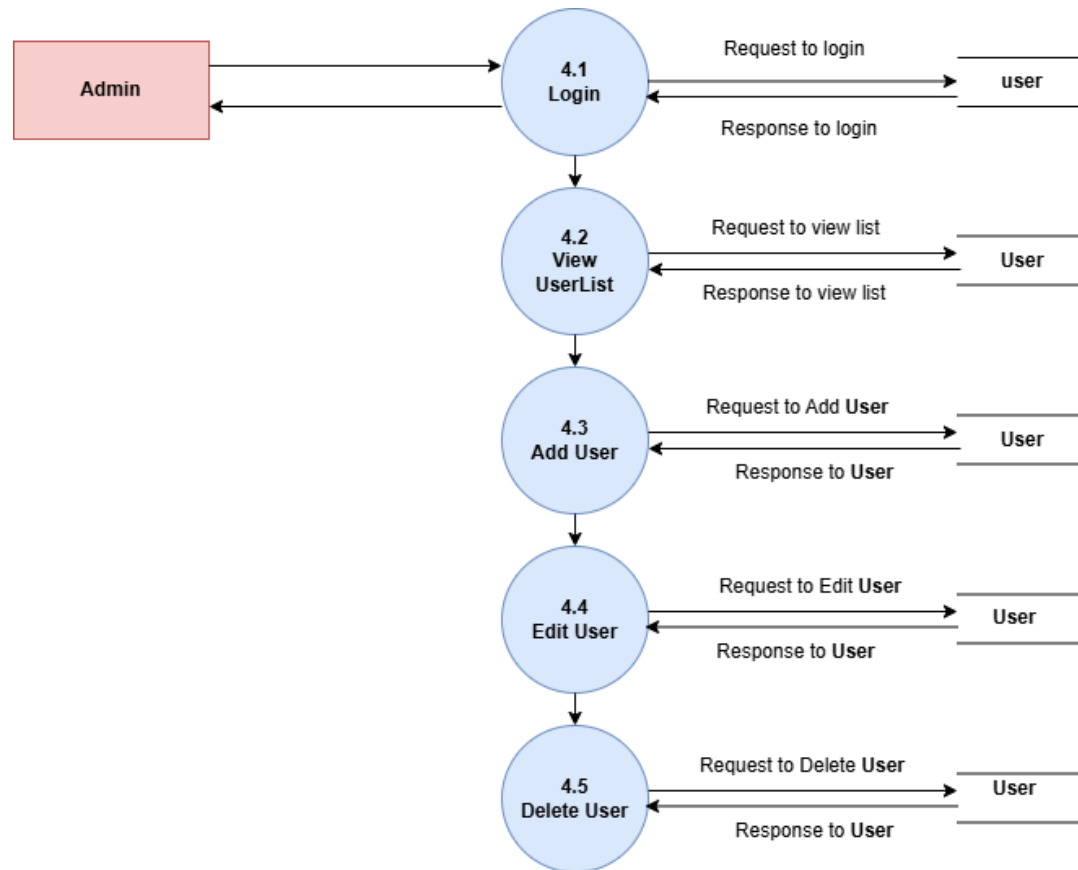 Request to login
Admin
4.1
Login
user
Response to login
4.2
View
UserList
Request to view list
User
Response to view list
4.3
Add User
Request to Add User
User
Response to User
4.4
Edit User
Request to Edit User
User
Response to User
4.5
Delete User
Request to Delete User
User
Response to User